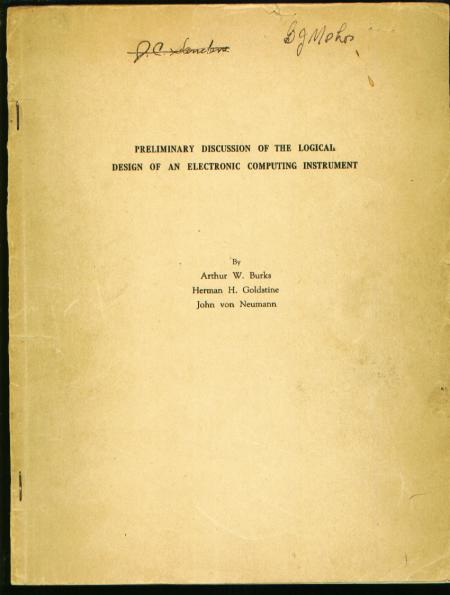 PRELIMINARY DISCUSSION OF THE LOGICAL
DESIGN OF AN ELECTRONIC COMPUTING INSTRUMENT
By
Arthur W. Burks
Herman H. Goldstine
John von Neumann